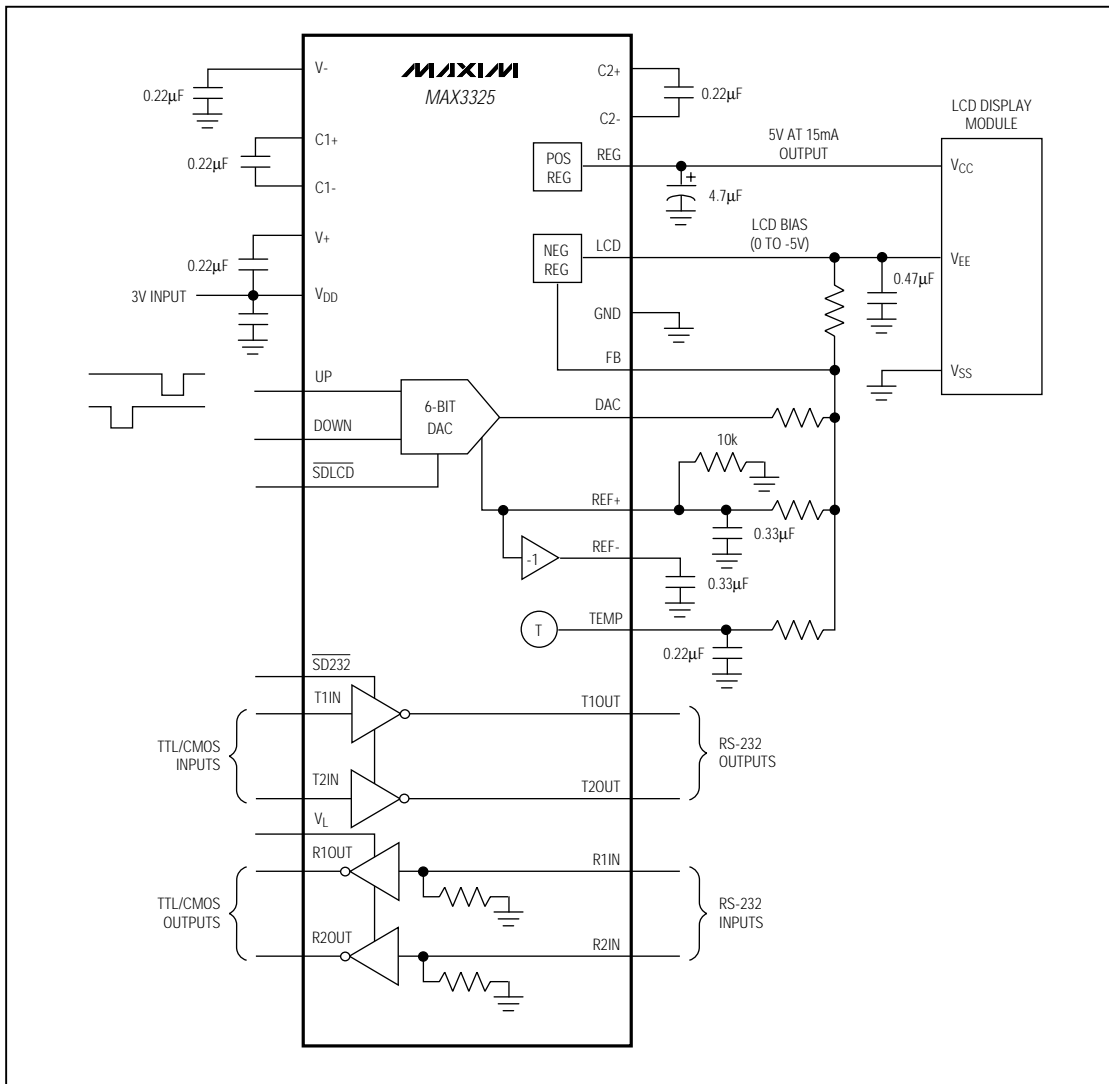 MAXIM
MAX3325
V-
0.22µF
C1+
0.22µF
C1-
V+
0.22µF
3V INPUT
VDD
UP
DOWN
SDLCD
6-BIT
DAC
C2+
0.22µF
C2-
POS
REG
REG
5V AT 15mA
OUTPUT
4.7µF
+
LCD DISPLAY
MODULE
VCC
NEG
REG
LCD
LCD BIAS
(0 TO -5V)
VEE
0.47µF
GND
FB
VSS
DAC
10k
REF+
0.33µF
-1
REF-
0.33µF
T
TEMP
0.22µF
SD232
T1IN
T1OUT
TTL/CMOS
INPUTS
RS-232
OUTPUTS
T2IN
T2OUT
VL
R1OUT
R1IN
TTL/CMOS
OUTPUTS
RS-232
INPUTS
R2OUT
R2IN